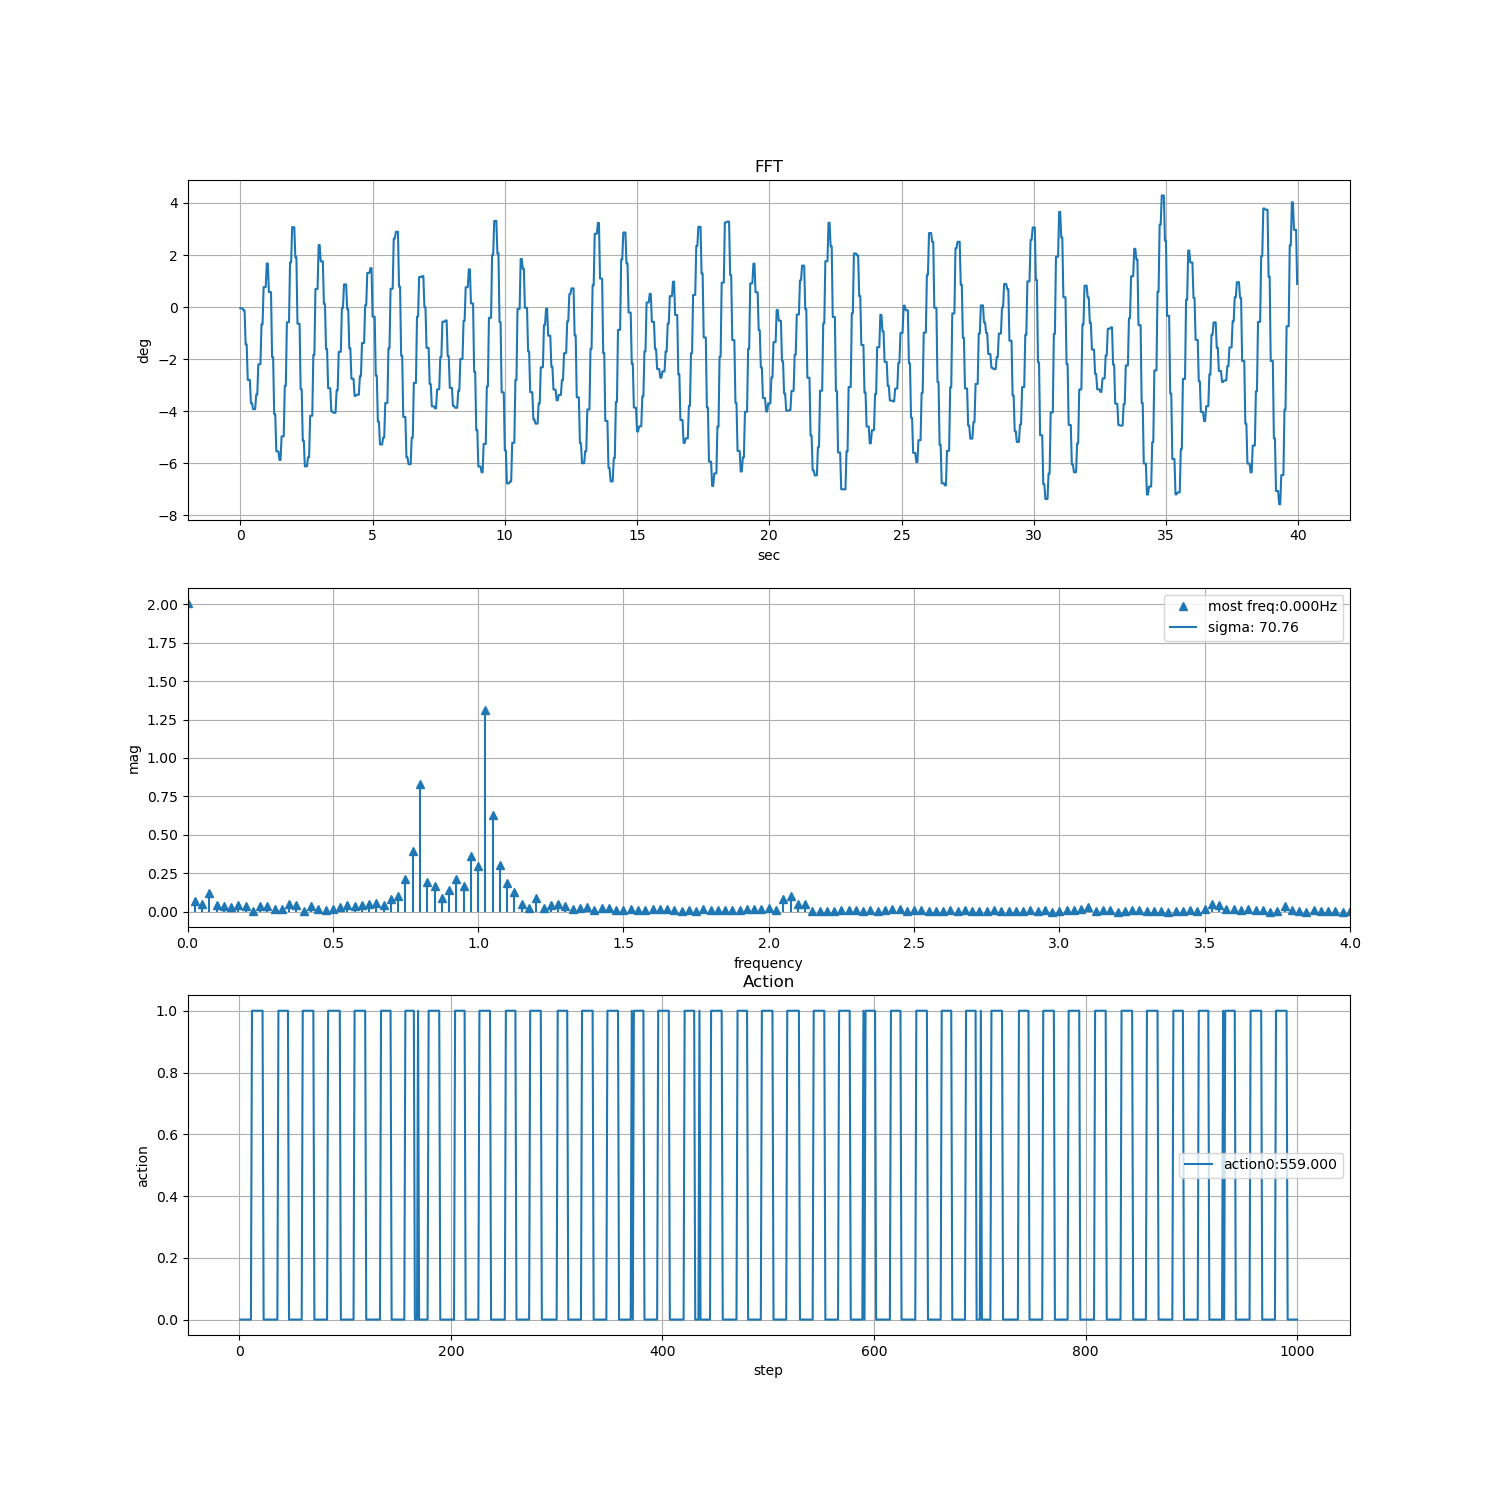 FFT
4
2
0
−2
−4
−6
−8
deg
0 5 10 15 20 25 30 35 40
sec
2.00
1.75
1.50
1.25
1.00
0.75
0.50
0.25
0.00
mag
most freq:0.000Hz
sigma: 70.76
0.0 0.5 1.0 1.5 2.0 2.5 3.0 3.5 4.0
frequency
Action
1.0
0.8
0.6
0.4
0.2
0.0
action
action0:559.000
0 200 400 600 800 1000
step